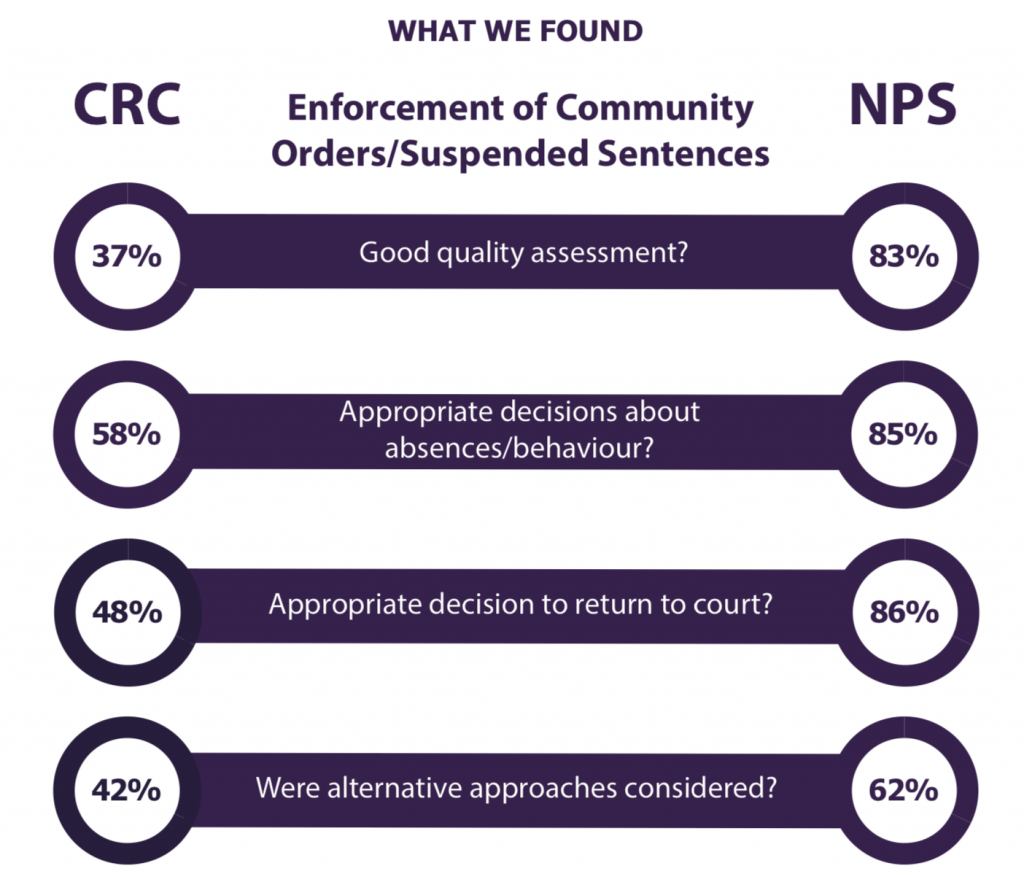 WHAT WE FOUND
CRC
Enforcement of Community
Orders/Suspended Sentences
NPS
37%
Good quality assessment?
83%
58%
Appropriate decisions about
absences/behaviour?
85%
48%
Appropriate decision to return to court?
86%
42%
Were alternative approaches considered?
62%